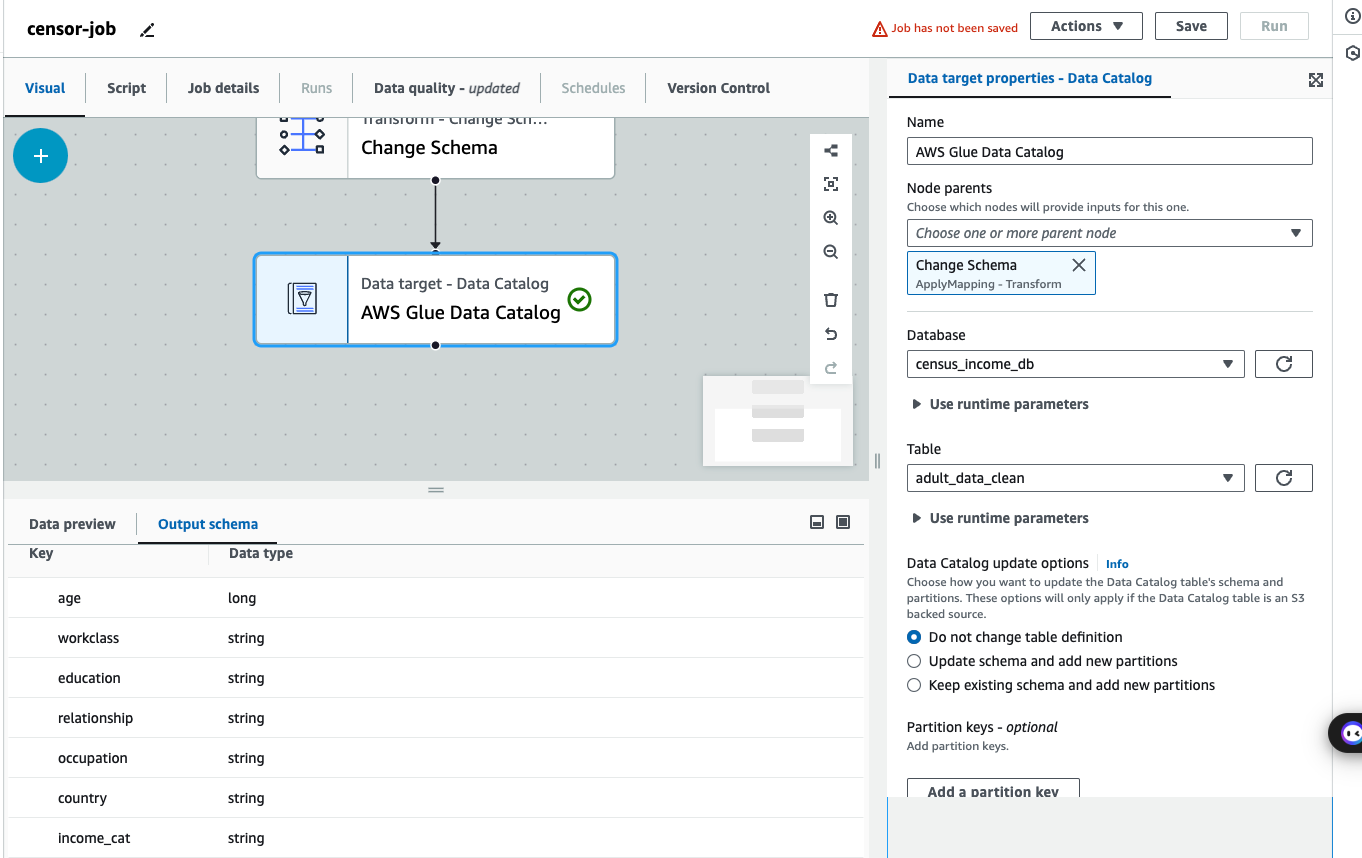 censor-job
Job has not been saved
Actions
Save
Run
Visual
Script
Job details
Runs
Data quality - updated
Schedules
Version Control
Transform - Change Sch...
Change Schema
Data target - Data Catalog
AWS Glue Data Catalog
Data preview
Output schema
Key
Data type
age
long
workclass
string
education
string
relationship
string
occupation
string
country
string
income_cat
string
Data target properties - Data Catalog
Name
AWS Glue Data Catalog
Node parents
Choose which nodes will provide inputs for this one.
Choose one or more parent node
Change Schema
ApplyMapping - Transform
Database
census_income_db
Use runtime parameters
Table
adult_data_clean
Use runtime parameters
Data Catalog update options
Info
Choose how you want to update the Data Catalog table's schema and
partitions. These options will only apply if the Data Catalog table is an S3
backed source.
Do not change table definition
Update schema and add new partitions
Keep existing schema and add new partitions
Partition keys - optional
Add partition keys.
Add a partition key